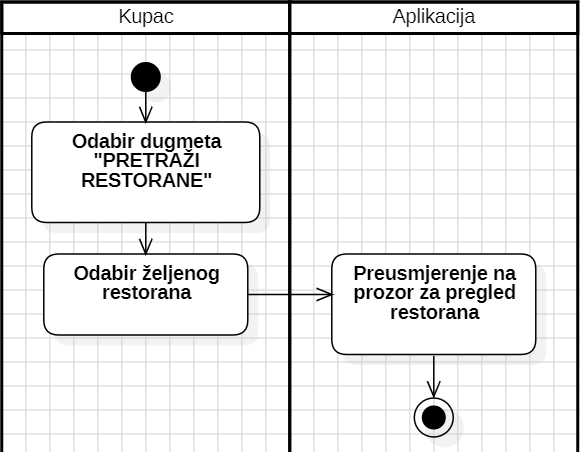 Kupac
Aplikacija
Odabir dugmeta
"PRETRAŽI
RESTORANE"
Odabir željenog
restorana
Preusmjerenje na
prozor za pregled
restorana